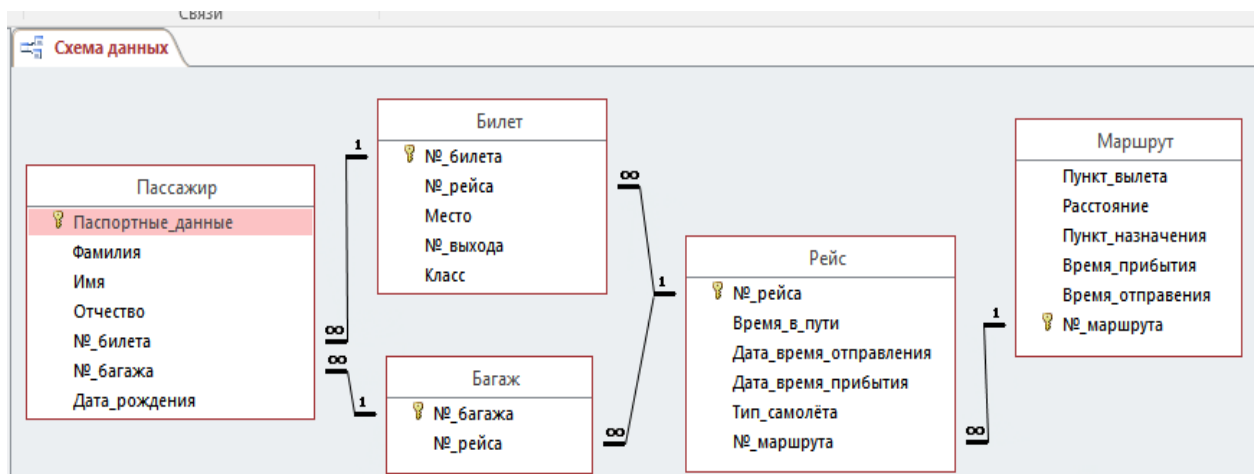 Связи
Схема данных
Пассажир
Паспортные_данные
Фамилия
Имя
Отчество
№_билета
№_багажа
Дата_рождения
1
∞
∞
1
Билет
№_билета
№_рейса
Место
№_выхода
Класс
Багаж
№_багажа
№_рейса
∞
1
∞
Рейс
№_рейса
Время_в_пути
Дата_время_отправления
Дата_время_прибытия
Тип_самолёта
№_маршрута
1
∞
Маршрут
Пункт_вылета
Расстояние
Пункт_назначения
Время_прибытия
Время_отправения
№_маршрута